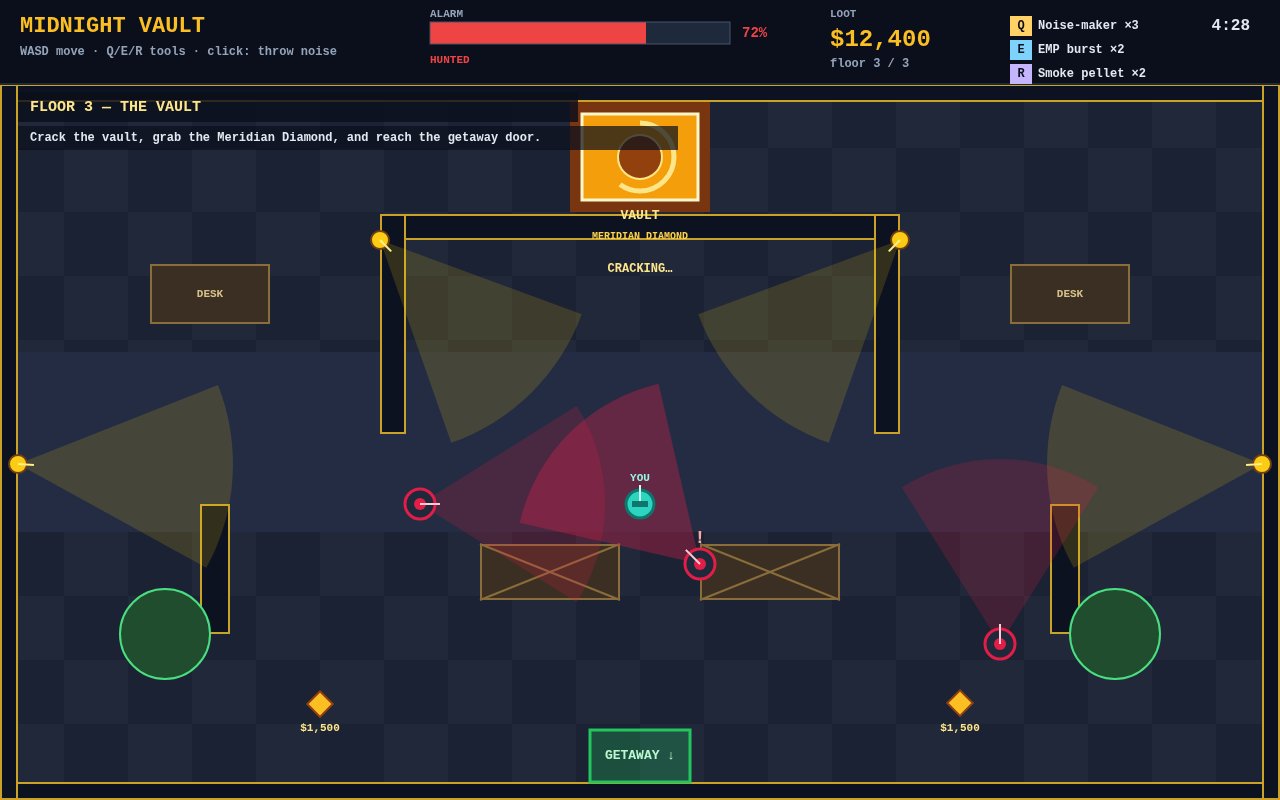 MIDNIGHT VAULT
WASD move · Q/E/R tools · click: throw noise
ALARM
72%
HUNTED
LOOT
$12,400
floor 3 / 3
Q Noise-maker ×3
E EMP burst ×2
R Smoke pellet ×2
4:28
FLOOR 3 — THE VAULT
Crack the vault, grab the Meridian Diamond, and reach the getaway door.
VAULT
MERIDIAN DIAMOND
CRACKING…
DESK
DESK
YOU
!
$1,500
$1,500
GETAWAY ↓